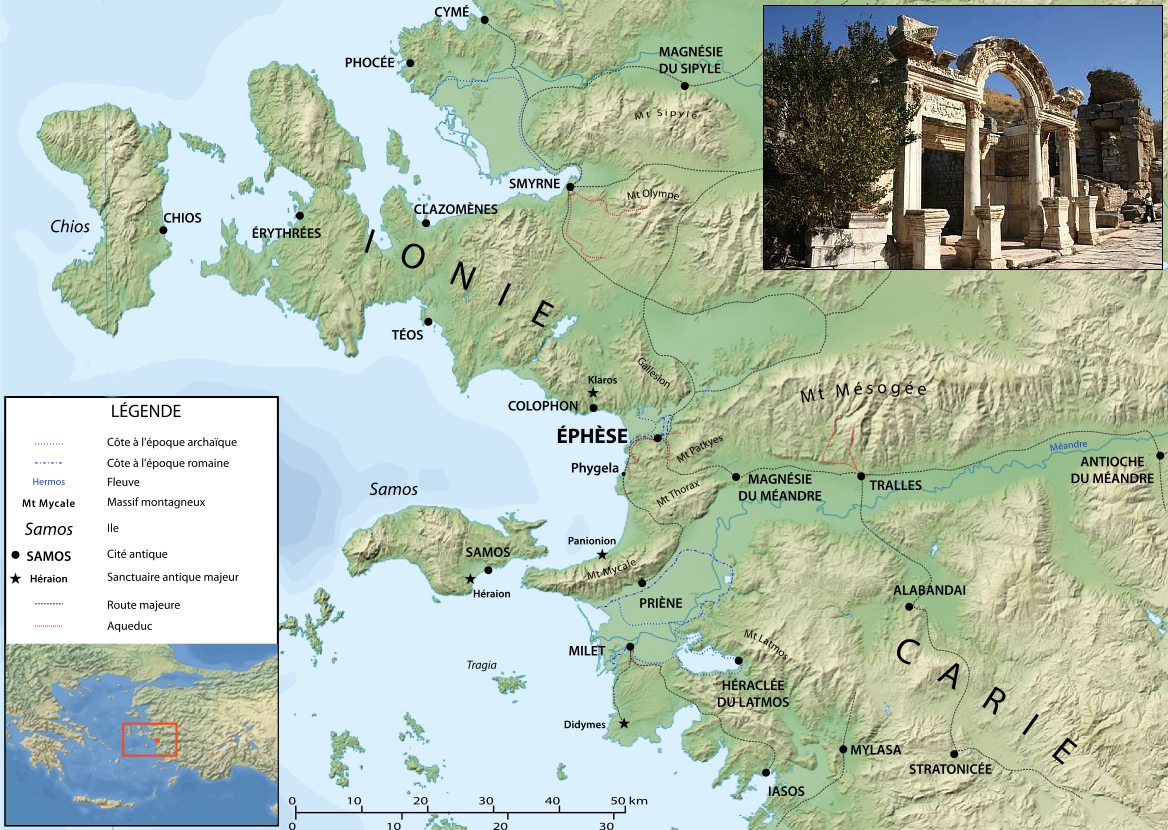 CYMÉ
PHOCÉE
MAGNÉSIE
DU SIPYLE
Mt Sipyle
SMYRNE
Mt Olympe
Chios
CHIOS
ÉRYTHRÉES
CLAZOMÈNES
IONIE
TÉOS
Gallesion
Klaros
COLOPHON
Mt Mésogée
ÉPHÈSE
Mt Patkyes
Phygela
Mt Thorax
MAGNÉSIE
DU MÉANDRE
TRALLES
Méandre
ANTIOCHE
DU MÉANDRE
Samos
SAMOS
Héraion
Panionion
Mt Mycale
PRIÈNE
ALABANDAI
CARIE
MILET
Mt Latmos
HÉRACLÉE
DU LATMOS
Tragia
Didymes
MYLASA
STRATONICÉE
IASOS
LÉGENDE
Côte à l'époque archaïque
Côte à l'époque romaine
Hermos Fleuve
Mt Mycale Massif montagneux
Samos Ile
SAMOS Cité antique
Héraion Sanctuaire antique majeur
Route majeure
Aqueduc
0 10 20 30 40 50 km
0 10 20 30